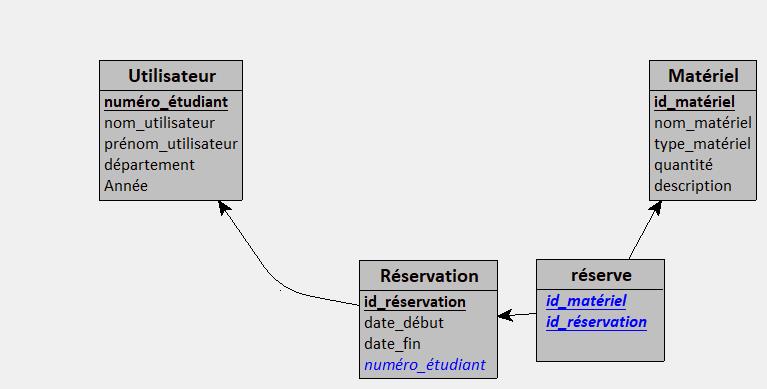 Utilisateur
numéro_étudiant
nom_utilisateur
prénom_utilisateur
département
Année
Matériel
id_matériel
nom_matériel
type_matériel
quantité
description
Réservation
id_réservation
date_début
date_fin
numéro_étudiant
réserve
id_matériel
id_réservation